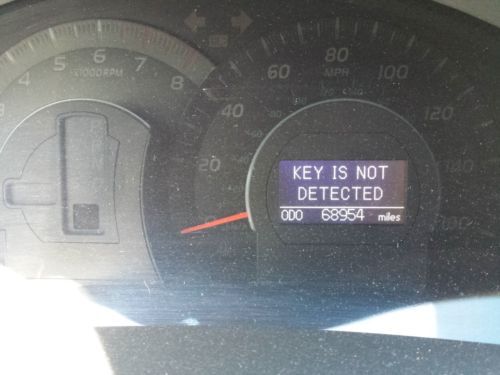 4 5 6 7 8
x1000RPM
20 40 60 80 100 120 140
MPH
KEY IS NOT
DETECTED
ODO 68954 miles